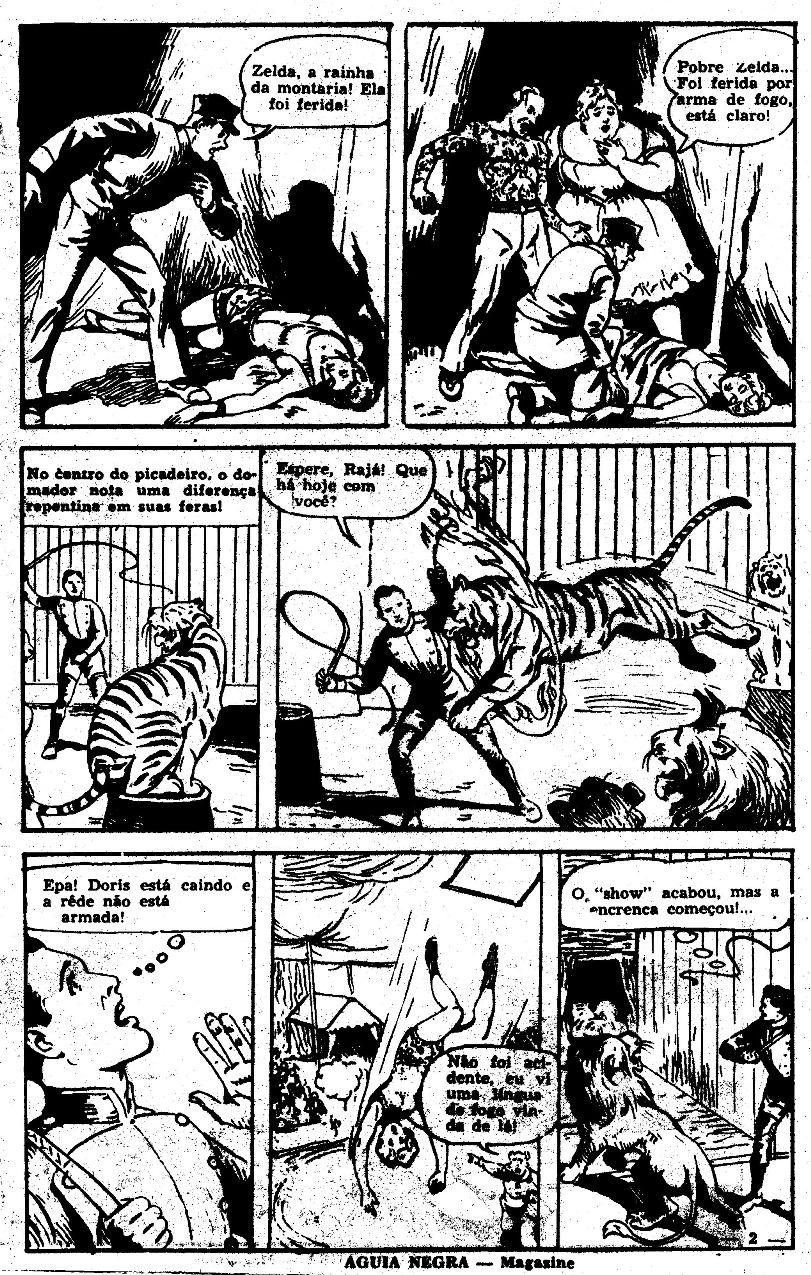 Zelda, a rainha
da montaria! Ela
foi ferida!
Pobre Zelda...
Foi ferida por
arma de fogo,
está claro!
No centro do picadeiro, o do-
mador nota uma diferença
repentina em suas feras!
Espere, Rajá! Que
há hoje com
você?
Epa! Doris está caindo e
a rêde não está
armada!
Não foi aci-
dente, eu vi
uma língua
de fogo vin-
da de lá!
O "show" acabou, mas a
encrenca começou!...
2 —
AGUIA NEGRA — Magazine